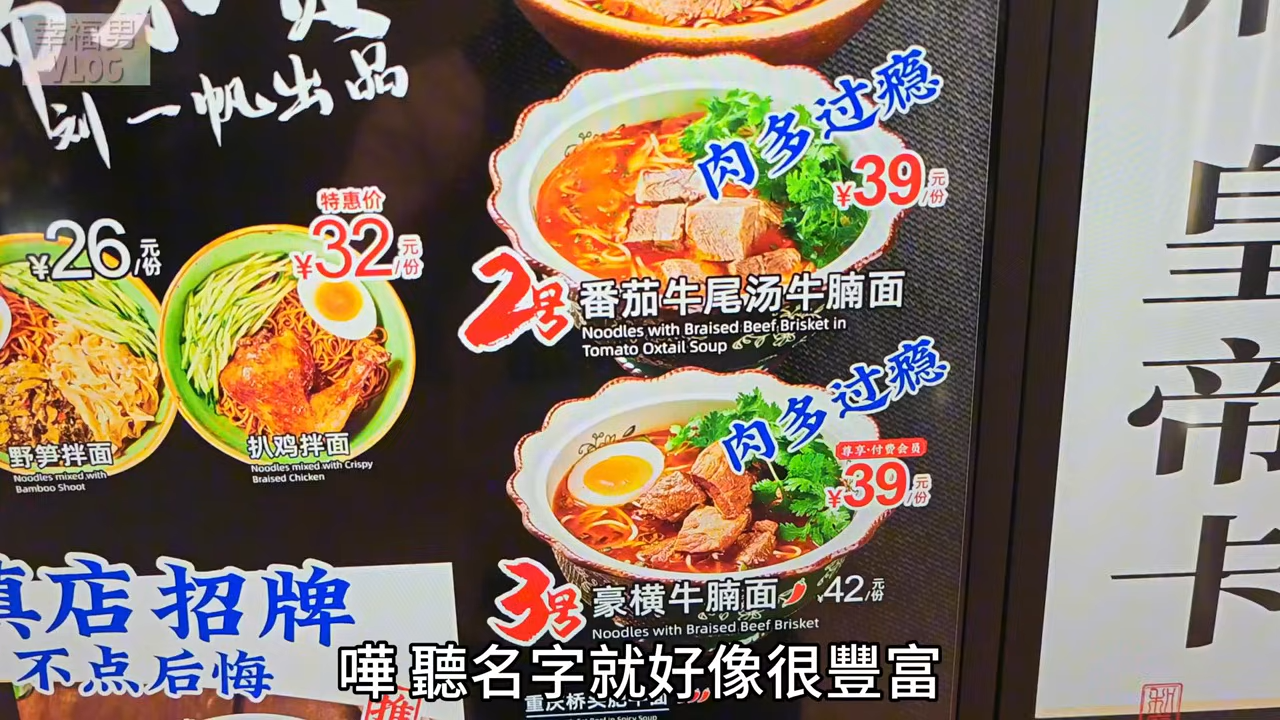 幸福男
VLOG
刘一帆出品
肉多过瘾
¥39元/份
特惠价
¥26元/份
¥32元/份
2号
番茄牛尾汤牛腩面
Noodles with Braised Beef Brisket in
Tomato Oxtail Soup
肉多过瘾
野笋拌面
Noodles mixed with
Bamboo Shoot
扒鸡拌面
Noodles mixed with Crispy
Braised Chicken
尊享·付费会员
¥39元/份
3号
豪横牛腩面
¥42元/份
Noodles with Braised Beef Brisket
店招牌
不点后悔
皇帝卡
嘩 聽名字就好像很豐富